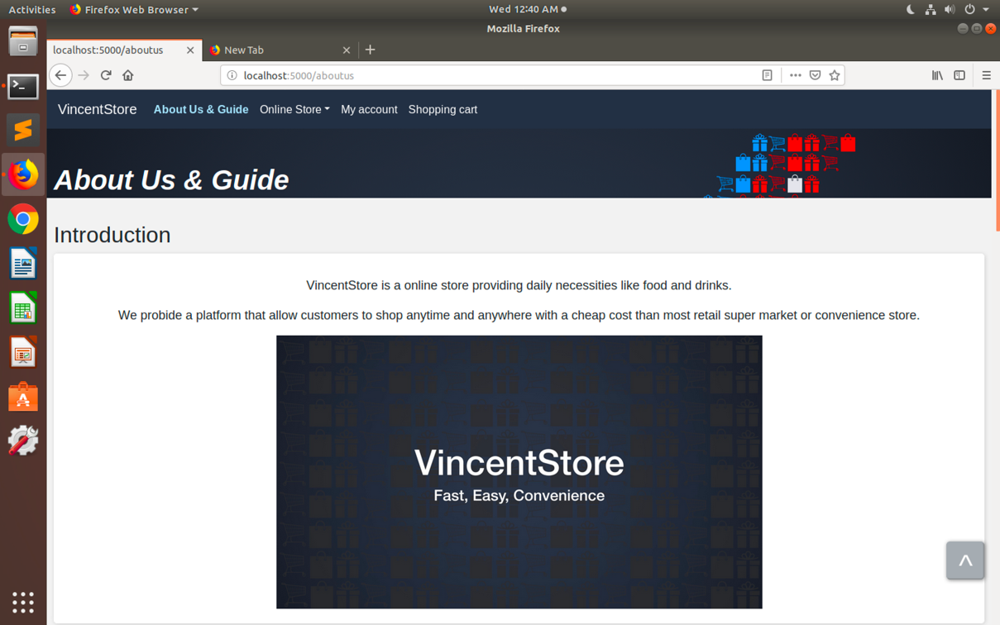 Activities Firefox Web Browser Wed 12:40 AM
Mozilla Firefox
localhost:5000/aboutus New Tab
localhost:5000/aboutus
VincentStore About Us & Guide Online Store My account Shopping cart
About Us & Guide
Introduction
VincentStore is a online store providing daily necessities like food and drinks.
We probide a platform that allow customers to shop anytime and anywhere with a cheap cost than most retail super market or convenience store.
VincentStore
Fast, Easy, Convenience